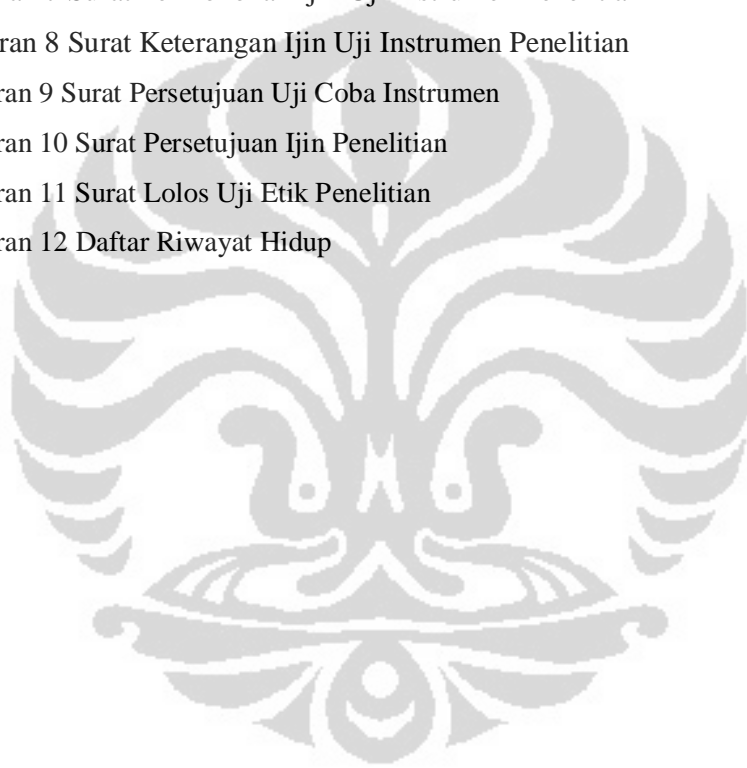 ran 8 Surat Keterangan Ijin Uji Instrumen Penelitian
ran 9 Surat Persetujuan Uji Coba Instrumen
ran 10 Surat Persetujuan Ijin Penelitian
ran 11 Surat Lolos Uji Etik Penelitian
ran 12 Daftar Riwayat Hidup